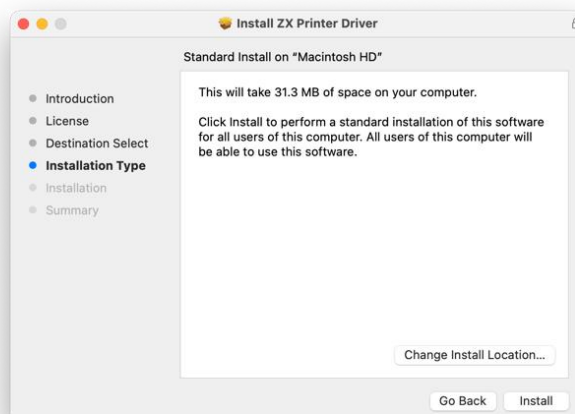 Install ZX Printer Driver
Standard Install on “Macintosh HD”
Introduction
License
Destination Select
Installation Type
Installation
Summary
This will take 31.3 MB of space on your computer.
Click Install to perform a standard installation of this software
for all users of this computer. All users of this computer will
be able to use this software.
Change Install Location...
Go Back
Install